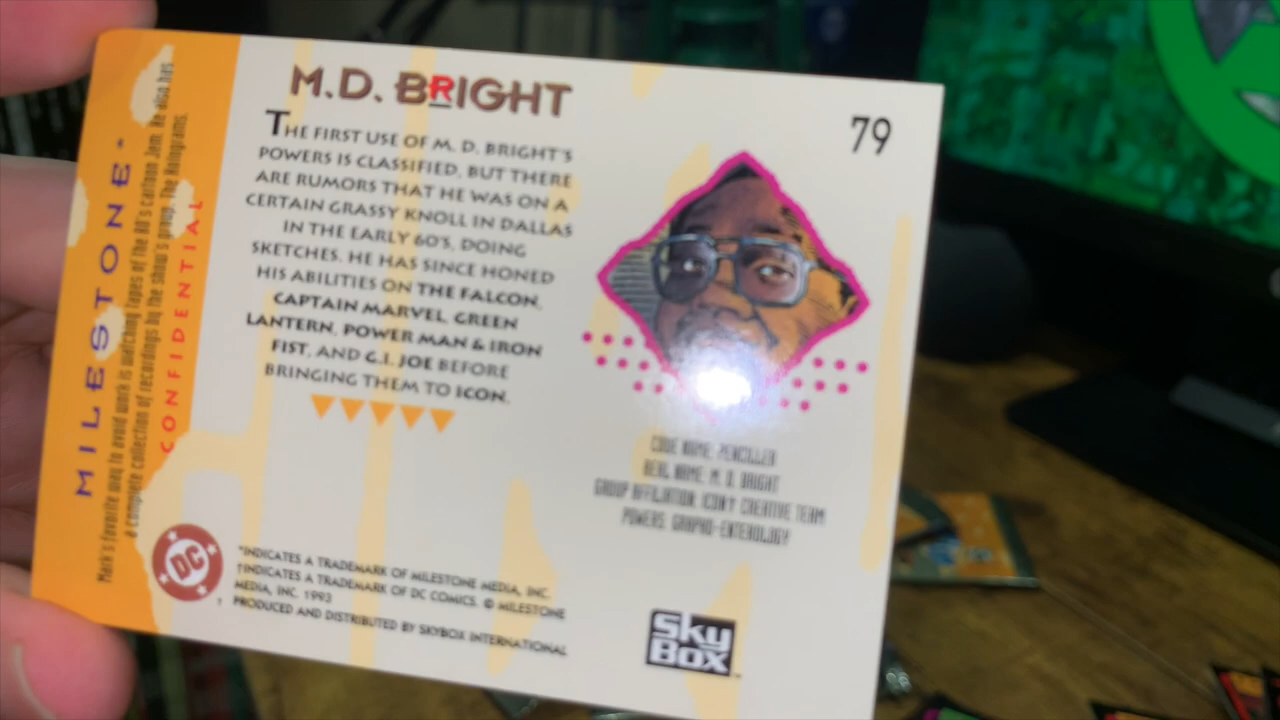 MILESTONE*
Mark's favorite way to avoid work is watching tapes of the 80's cartoon Jem. He also has
a complete collection of recordings by the show's group, The Holograms.
CONFIDENTIAL
M.D. BRIGHT
79
THE FIRST USE OF M. D. BRIGHT'S
POWERS IS CLASSIFIED, BUT THERE
ARE RUMORS THAT HE WAS ON A
CERTAIN GRASSY KNOLL IN DALLAS
IN THE EARLY 60'S, DOING
SKETCHES. HE HAS SINCE HONED
HIS ABILITIES ON THE FALCON,
CAPTAIN MARVEL, GREEN
LANTERN, POWER MAN & IRON
FIST, AND G.I. JOE BEFORE
BRINGING THEM TO ICON.
CODE NAME: PENCILLER
REAL NAME: M. D. BRIGHT
GROUP AFFILIATION: ICON CREATIVE TEAM
POWERS: GRAPHO-ENTEROLOGY
DC
†
*INDICATES A TRADEMARK OF MILESTONE MEDIA, INC.
†INDICATES A TRADEMARK OF DC COMICS. © MILESTONE
MEDIA, INC. 1993
PRODUCED AND DISTRIBUTED BY SKYBOX INTERNATIONAL
SkyBox™